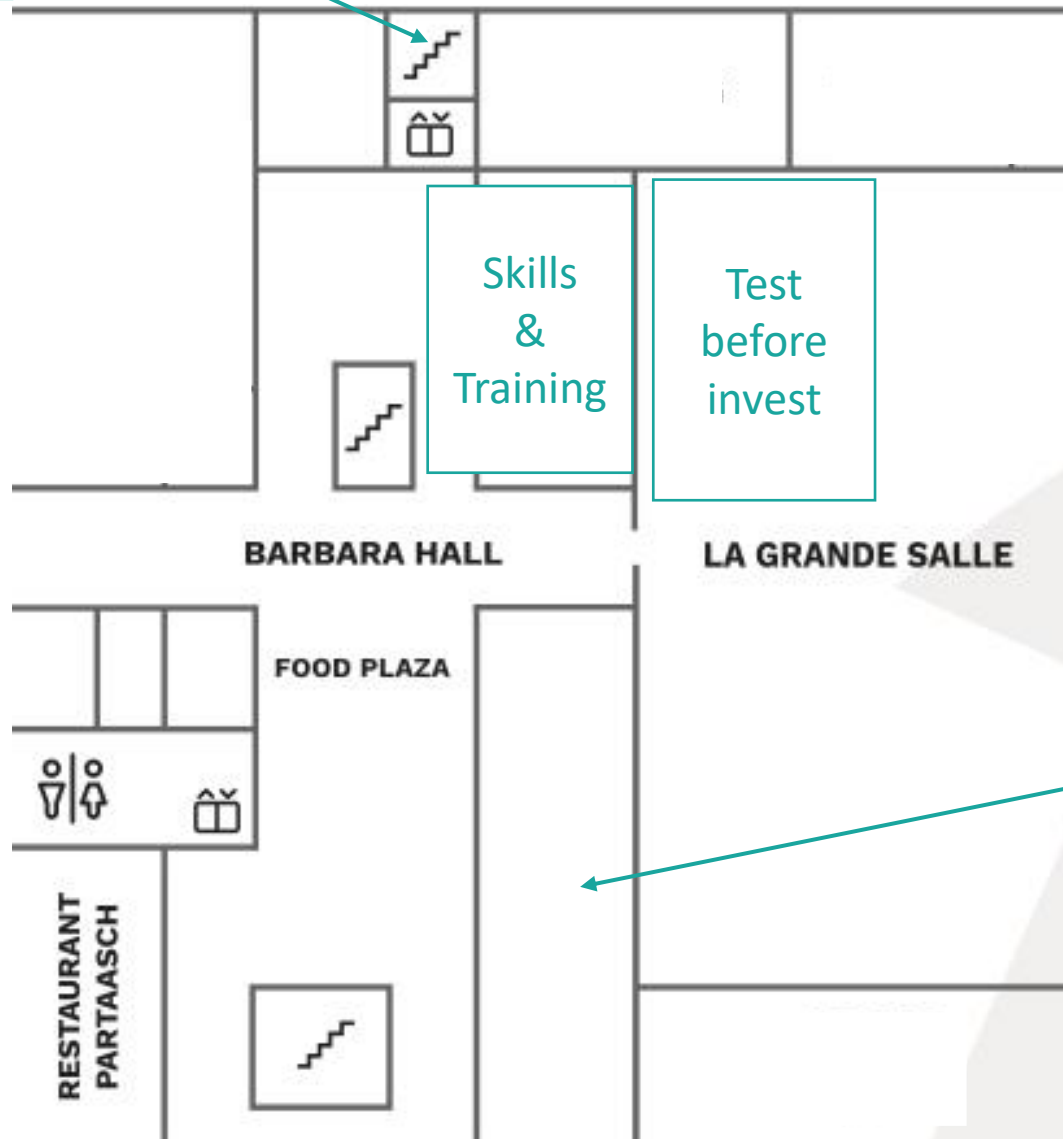 Skills
&
Training
Test
before
invest
BARBARA HALL
LA GRANDE SALLE
FOOD PLAZA
RESTAURANT
PARTAASCH